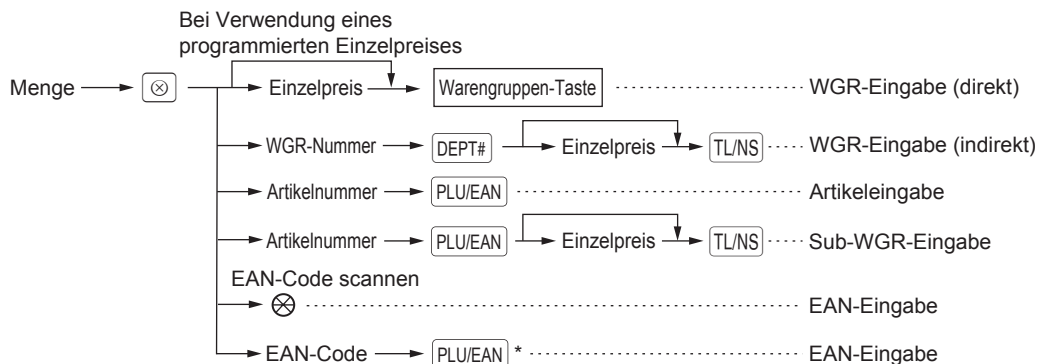 Bei Verwendung eines
programmierten Einzelpreises
Menge ⊗ Einzelpreis Warengruppen-Taste WGR-Eingabe (direkt)
WGR-Nummer DEPT# Einzelpreis TL/NS WGR-Eingabe (indirekt)
Artikelnummer PLU/EAN Artikeleingabe
Artikelnummer PLU/EAN Einzelpreis TL/NS Sub-WGR-Eingabe
EAN-Code scannen
⊗ EAN-Eingabe
EAN-Code PLU/EAN * EAN-Eingabe